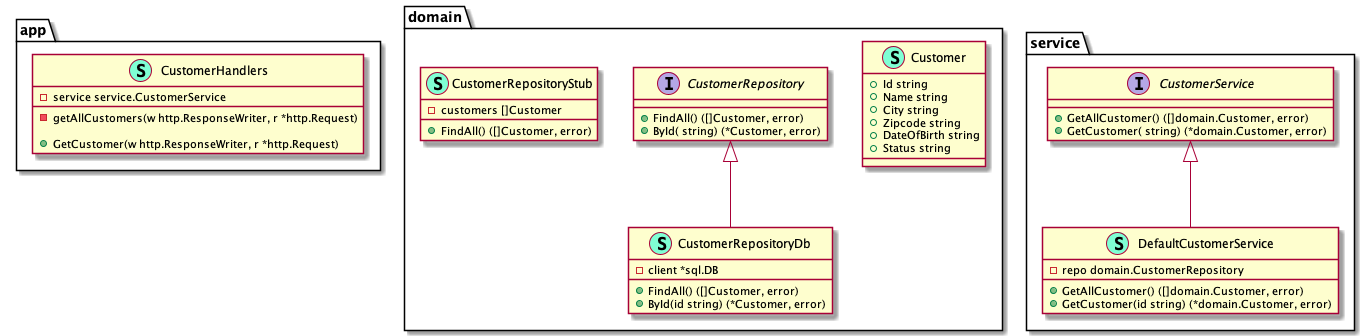 app
S CustomerHandlers
service service.CustomerService
getAllCustomers(w http.ResponseWriter, r *http.Request)
GetCustomer(w http.ResponseWriter, r *http.Request)
domain
S CustomerRepositoryStub
customers []Customer
FindAll() ([]Customer, error)
I CustomerRepository
FindAll() ([]Customer, error)
ById( string) (*Customer, error)
S Customer
Id string
Name string
City string
Zipcode string
DateOfBirth string
Status string
S CustomerRepositoryDb
client *sql.DB
FindAll() ([]Customer, error)
ById(id string) (*Customer, error)
service
I CustomerService
GetAllCustomer() ([]domain.Customer, error)
GetCustomer( string) (*domain.Customer, error)
S DefaultCustomerService
repo domain.CustomerRepository
GetAllCustomer() ([]domain.Customer, error)
GetCustomer(id string) (*domain.Customer, error)